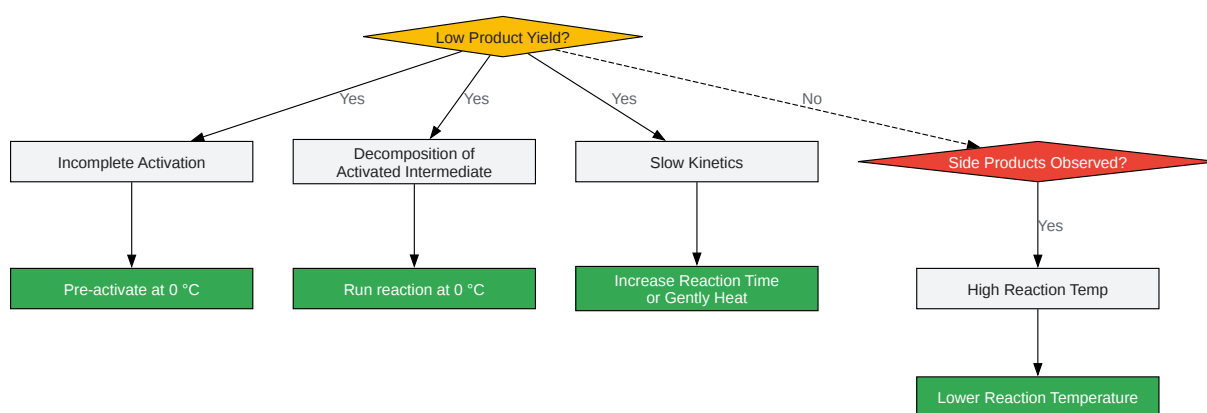 Low Product Yield?
Yes
Yes
Yes
No
Incomplete Activation
Decomposition of
Activated Intermediate
Slow Kinetics
Side Products Observed?
Yes
Pre-activate at 0 °C
Run reaction at 0 °C
Increase Reaction Time
or Gently Heat
High Reaction Temp
Lower Reaction Temperature